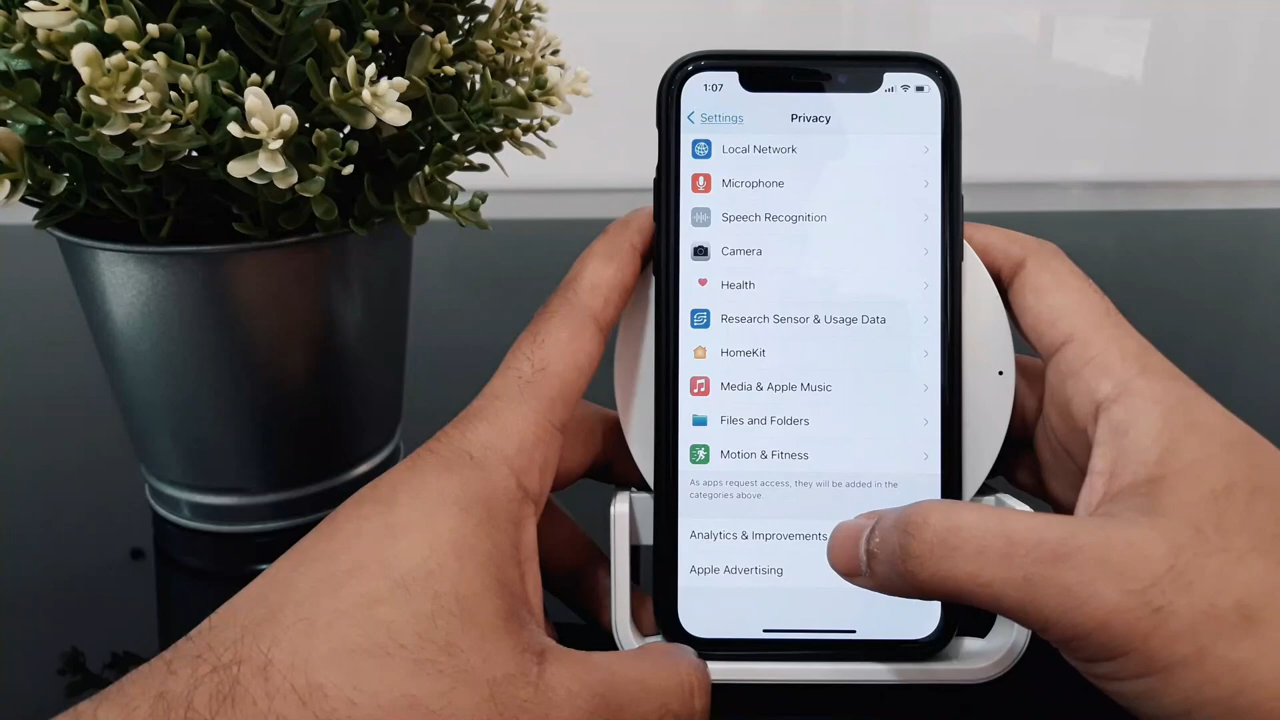 1:07
Settings
Privacy
Local Network
Microphone
Speech Recognition
Camera
Health
Research Sensor & Usage Data
HomeKit
Media & Apple Music
Files and Folders
Motion & Fitness
As apps request access, they will be added in the
categories above.
Analytics & Improvements
Apple Advertising